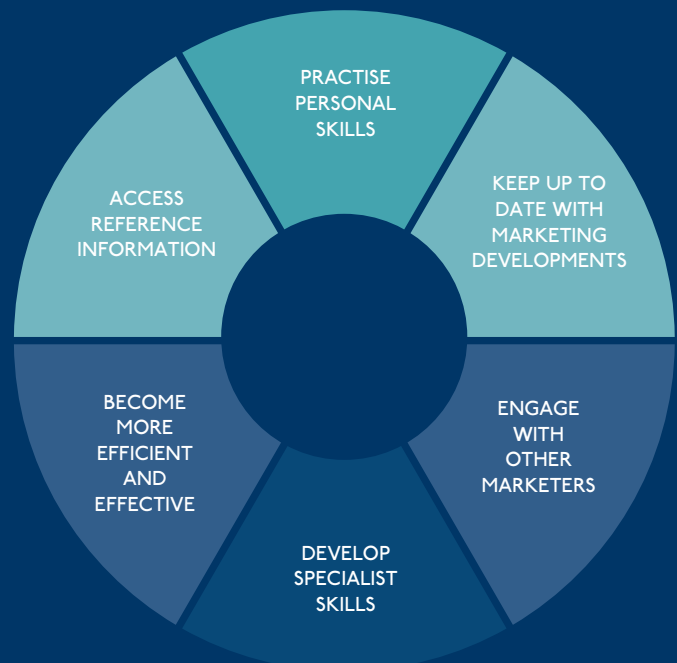 PRACTISE
PERSONAL
SKILLS
KEEP UP TO
DATE WITH
MARKETING
DEVELOPMENTS
ENGAGE
WITH
OTHER
MARKETERS
DEVELOP
SPECIALIST
SKILLS
BECOME
MORE
EFFICIENT
AND
EFFECTIVE
ACCESS
REFERENCE
INFORMATION